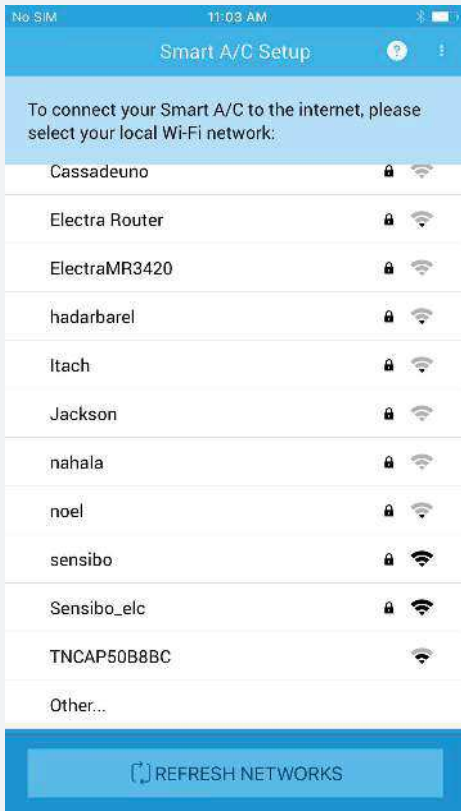 No SIM 11:03 AM
Smart A/C Setup ?
To connect your Smart A/C to the internet, please
select your local Wi-Fi network:
Cassadeuno
Electra Router
ElectraMR3420
hadarbarel
Itach
Jackson
nahala
noel
sensibo
Sensibo_elc
TNCAP50B8BC
Other...
REFRESH NETWORKS